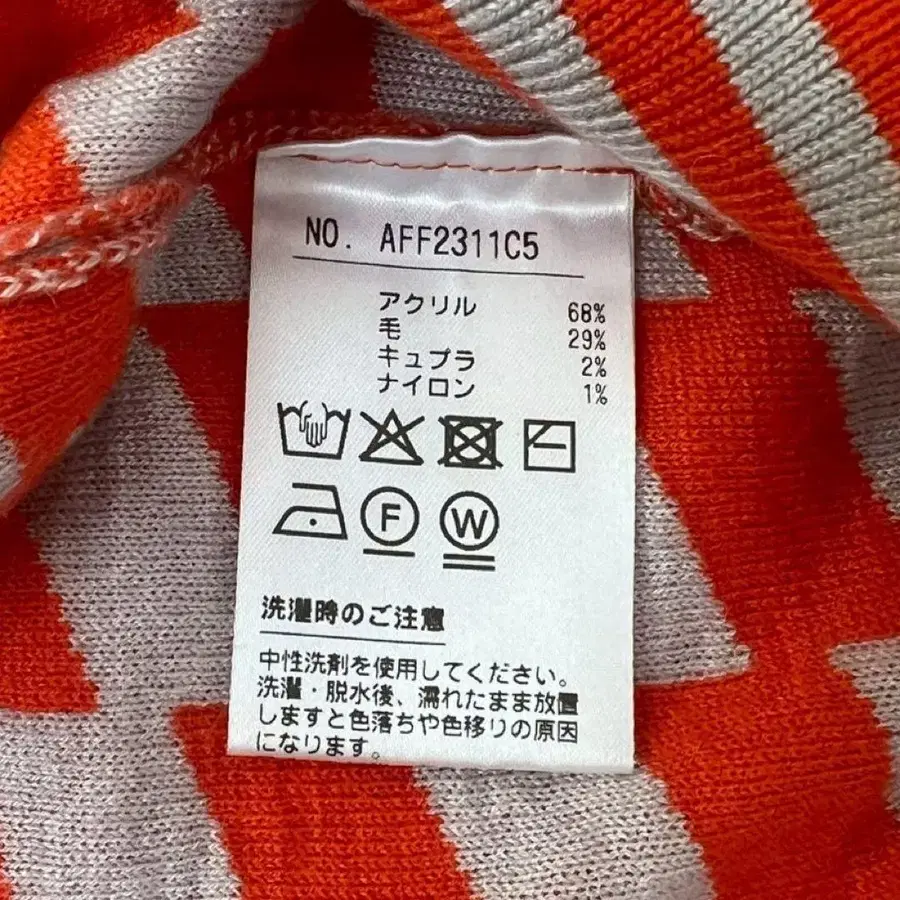 NO. AFF2311C5
アクリル 68%
毛 29%
キュプラ 2%
ナイロン 1%
F W
洗濯時のご注意
中性洗剤を使用してください。
洗濯・脱水後、濡れたまま放置
しますと色落ちや色移りの原因
になります。